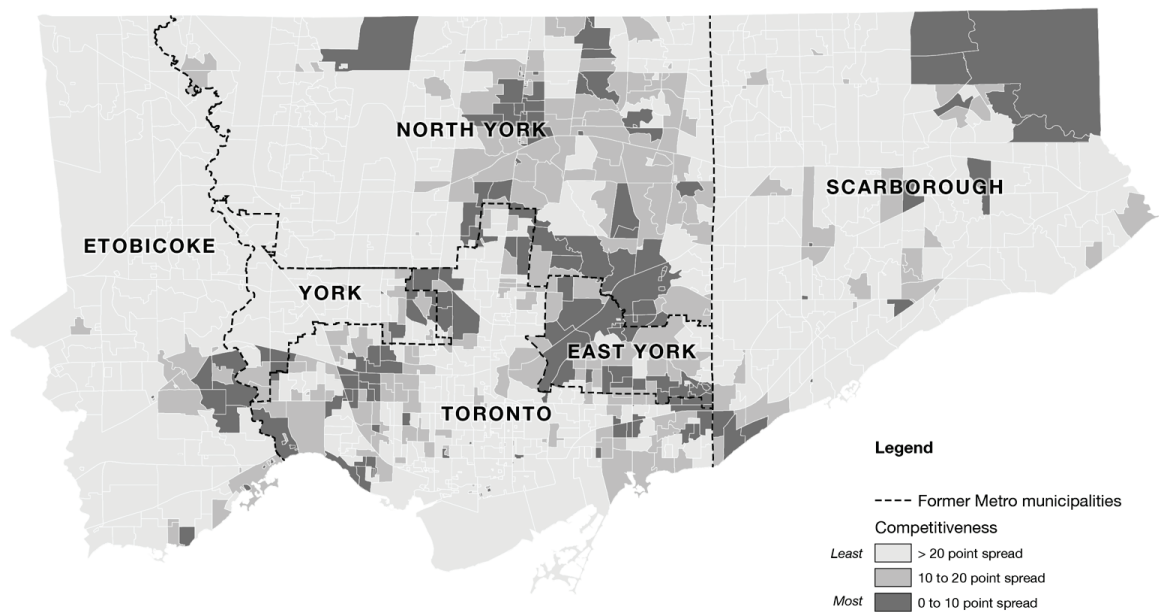 NORTH YORK
SCARBOROUGH
ETOBICOKE
YORK
EAST YORK
TORONTO
Legend
Former Metro municipalities
Competitiveness
Least > 20 point spread
10 to 20 point spread
Most 0 to 10 point spread